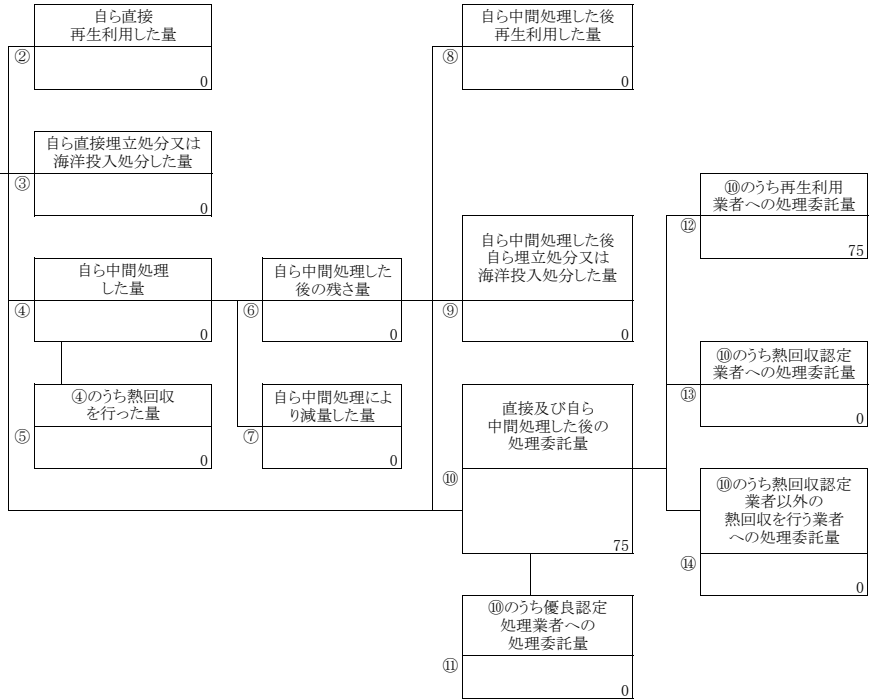 自ら直接
再生利用した量
②
0
自ら直接埋立処分又は
海洋投入処分した量
③
0
自ら中間処理
した量
④
0
④のうち熱回収
を行った量
⑤
0
自ら中間処理した
後の残さ量
⑥
0
自ら中間処理によ
り減量した量
⑦
0
自ら中間処理した後
再生利用した量
⑧
0
自ら中間処理した後
自ら埋立処分又は
海洋投入処分した量
⑨
0
直接及び自ら
中間処理した後の
処理委託量
⑩
75
⑩のうち優良認定
処理業者への
処理委託量
⑪
0
⑩のうち再生利用
業者への処理委託量
⑫
75
⑩のうち熱回収認定
業者への処理委託量
⑬
0
⑩のうち熱回収認定
業者以外の
熱回収を行う業者
への処理委託量
⑭
0